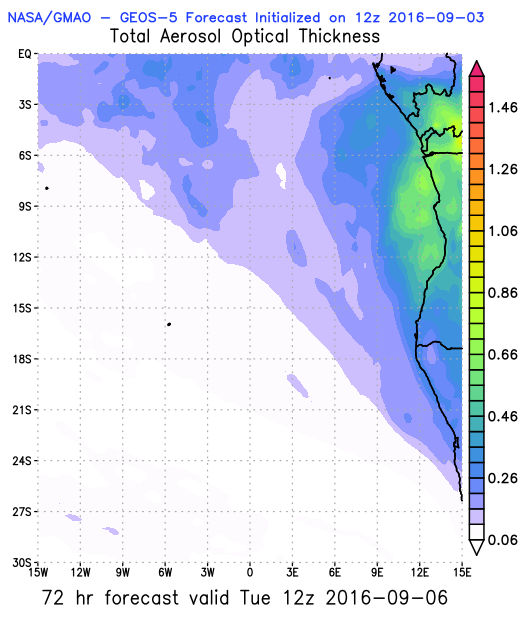 NASA/GMAO - GEOS-5 Forecast Initialized on 12z 2016-09-03
Total Aerosol Optical Thickness
EQ
3S
6S
9S
12S
15S
18S
21S
24S
27S
30S
15W 12W 9W 6W 3W 0 3E 6E 9E 12E 15E
1.46
1.26
1.06
0.86
0.66
0.46
0.26
0.06
72 hr forecast valid Tue 12z 2016-09-06